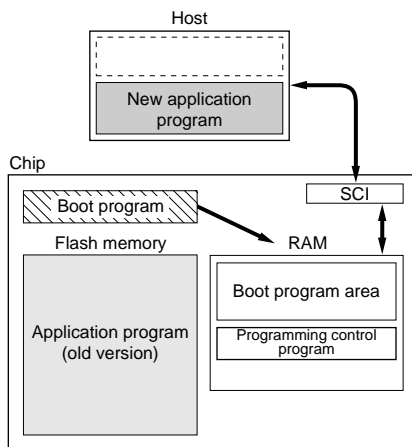 Host
New application
program
Chip
SCI
Boot program
Flash memory
RAM
Boot program area
Application program
(old version)
Programming control
program